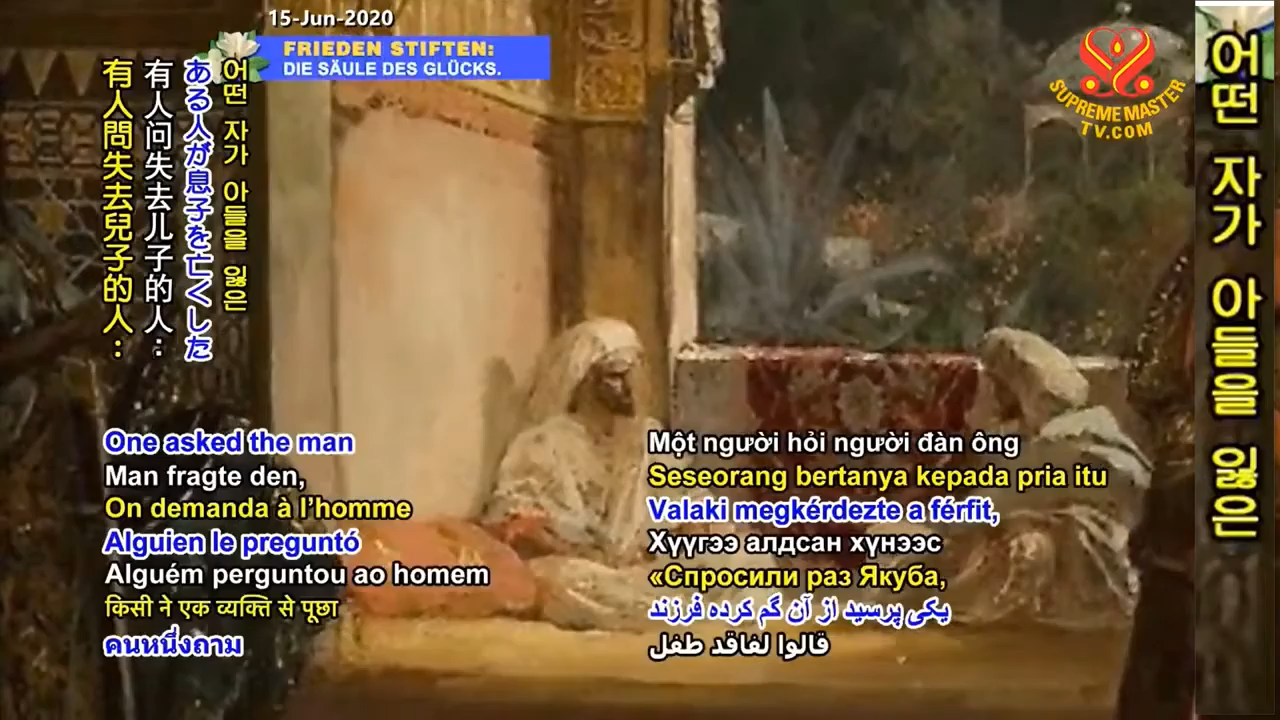 15-Jun-2020
FRIEDEN STIFTEN:
DIE SÄULE DES GLÜCKS.
SUPREME MASTER
TV.COM
어떤 자가 아들을 잃은
ある人が息子を亡くした
有人问失去儿子的人：
有人問失去兒子的人：
One asked the man
Man fragte den,
On demanda à l’homme
Alguien le preguntó
Alguém perguntou ao homem
किसी ने एक व्यक्ति से पूछा
คนหนึ่งถาม
Một người hỏi người đàn ông
Seseorang bertanya kepada pria itu
Valaki megkérdezte a férfit,
Хүүгээ алдсан хүнээс
«Спросили раз Якуба,
یکی پرسید از آن گم کرده فرزند
قالوا لفاقد طفل
어떤 자가 아들을 잃은